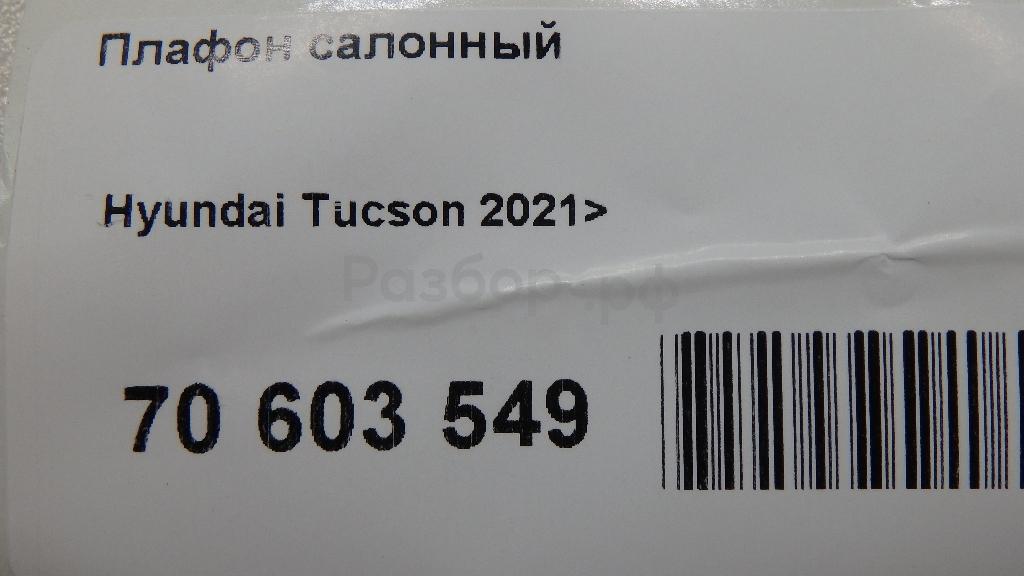 Плафон салонный
Hyundai Tucson 2021>
Разбор.рф
70 603 549